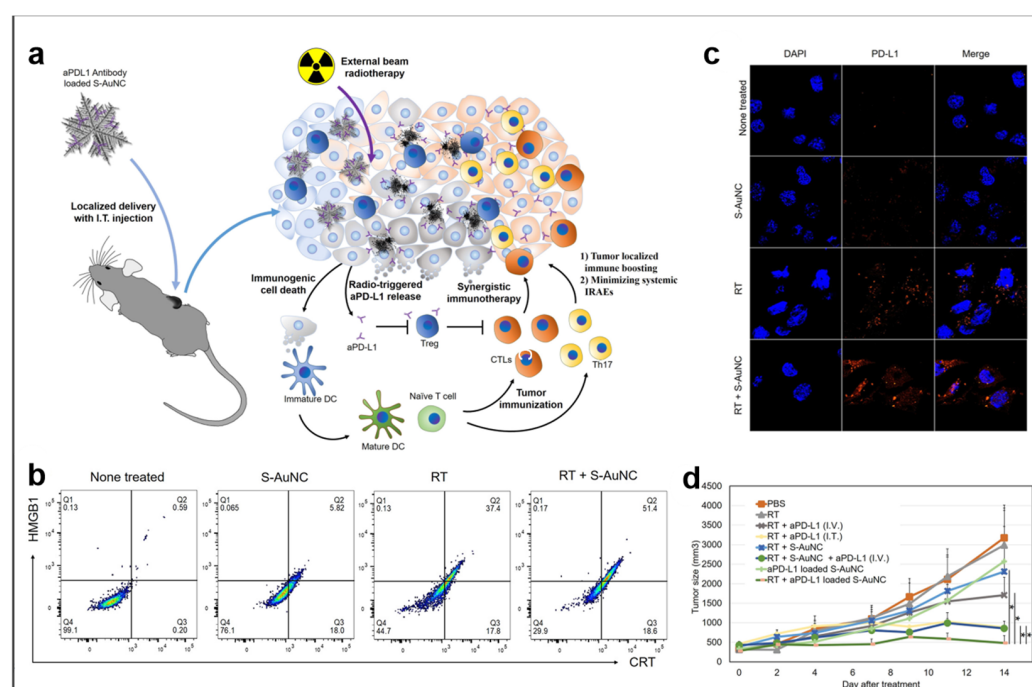 a
aPDL1 Antibody
loaded S-AuNC
Localized delivery
with I.T. injection
External beam
radiotherapy
Immunogenic
cell death
Radio-triggered
aPD-L1 release
Synergistic
immunotherapy
1) Tumor localized
immune boosting
2) Minimizing systemic
IRAEs
aPD-L1
Treg
CTLs
Th17
Immature DC
Mature DC
Naïve T cell
Tumor
immunization
b
None treated
S-AuNC
RT
RT + S-AuNC
HMGB1
Q1
0.13
Q2
0.59
Q4
99.1
Q3
0.20
Q1
0.065
Q2
5.82
Q4
76.1
Q3
18.0
Q1
0.13
Q2
37.4
Q4
44.7
Q3
17.8
Q1
0.17
Q2
51.4
Q4
29.9
Q3
18.6
CRT
c
DAPI
PD-L1
Merge
None treated
S-AuNC
RT
RT + S-AuNC
d
Tumor size (mm3)
4500
4000
3500
3000
2500
2000
1500
1000
500
0
PBS
RT
RT + aPD-L1 (I.V.)
RT + aPD-L1 (I.T.)
RT + S-AuNC
RT + S-AuNC + aPD-L1 (I.V.)
aPD-L1 loaded S-AuNC
RT + aPD-L1 loaded S-AuNC
0 2 4 6 8 10 12 14
Day after treatment